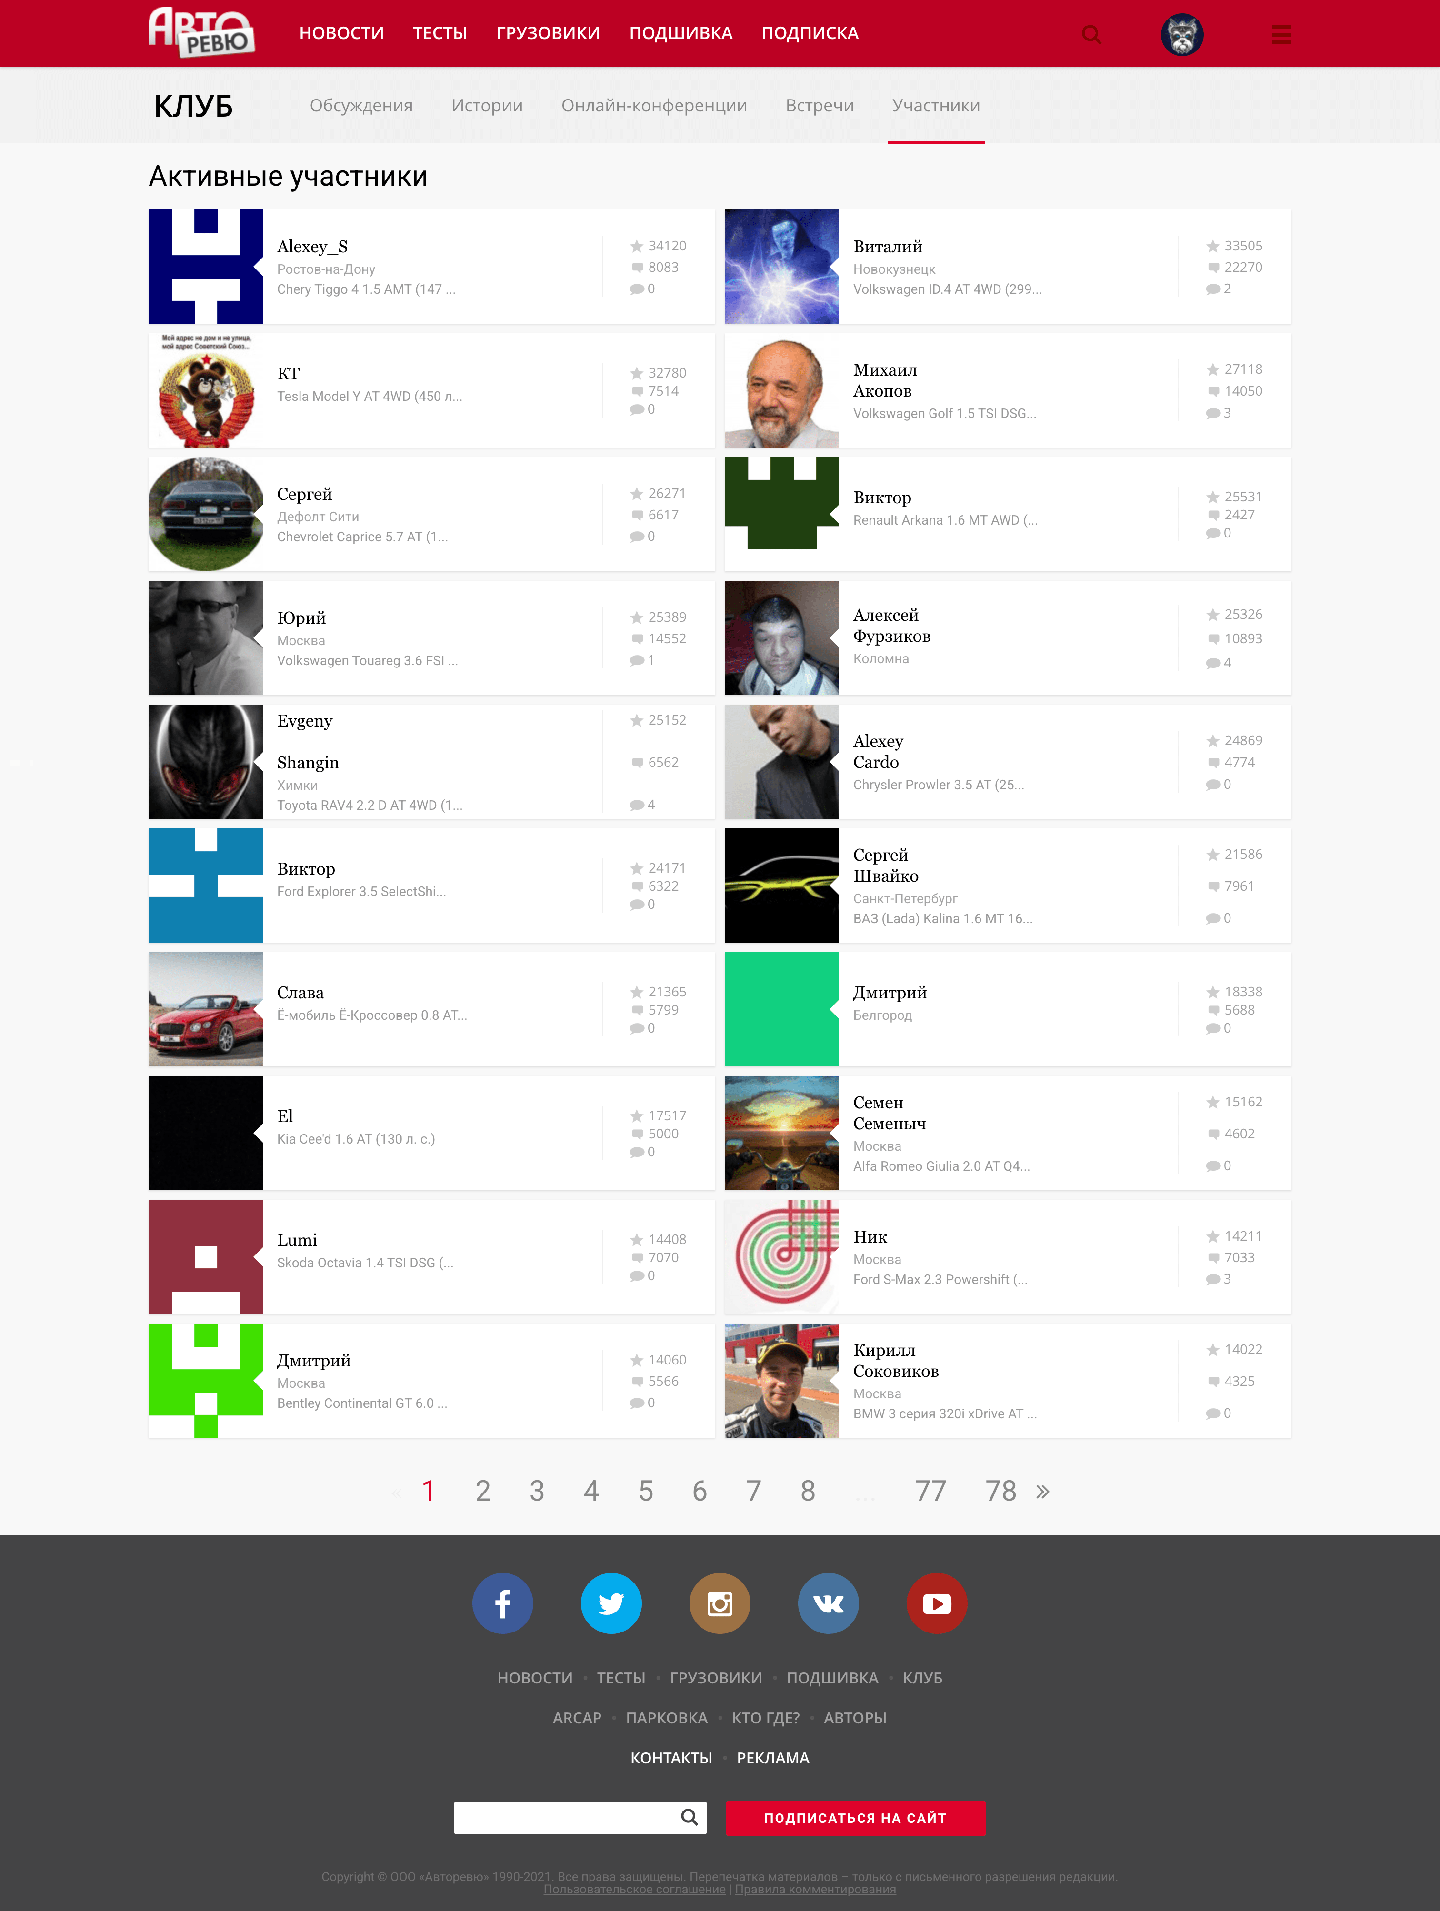 АВТО
РЕВЮ
НОВОСТИ ТЕСТЫ ГРУЗОВИКИ ПОДШИВКА ПОДПИСКА
КЛУБ
Обсуждения Истории Онлайн-конференции Встречи Участники
Активные участники
Alexey_S
Ростов-на-Дону
Chery Tiggo 4 1.5 AMT (147 ...
34120
8083
0
Виталий
Новокузнецк
Volkswagen ID.4 AT 4WD (299...
33505
22270
2
Мой адрес не дом и не улица,
мой адрес Советский Союз...
КТ
Tesla Model Y AT 4WD (450 л...
32780
7514
0
Михаил
Акопов
Volkswagen Golf 1.5 TSI DSG...
27118
14050
3
Сергей
Дефолт Сити
Chevrolet Caprice 5.7 AT (1...
26271
6617
0
Виктор
Renault Arkana 1.6 MT AWD (...
25531
2427
0
Юрий
Москва
Volkswagen Touareg 3.6 FSI ...
25389
14552
1
Алексей
Фурзиков
Коломна
25326
10893
4
Evgeny
Shangin
Химки
Toyota RAV4 2.2 D AT 4WD (1...
25152
6562
4
Alexey
Cardo
Chrysler Prowler 3.5 AT (25...
24869
4774
0
Виктор
Ford Explorer 3.5 SelectShi...
24171
6322
0
Сергей
Швайко
Санкт-Петербург
ВАЗ (Lada) Kalina 1.6 MT 16...
21586
7961
0
Слава
Ё-мобиль Ё-Кроссовер 0.8 AT...
21365
5799
0
Дмитрий
Белгород
18338
5688
0
El
Kia Cee'd 1.6 AT (130 л. с.)
17517
5000
0
Семен
Семеныч
Москва
Alfa Romeo Giulia 2.0 AT Q4...
15162
4602
0
Lumi
Skoda Octavia 1.4 TSI DSG (...
14408
7070
0
Ник
Москва
Ford S-Max 2.3 Powershift (...
14211
7033
3
Дмитрий
Москва
Bentley Continental GT 6.0 ...
14060
5566
0
Кирилл
Соковиков
Москва
BMW 3 серия 320i xDrive AT ...
14022
4325
0
« 1 2 3 4 5 6 7 8 ... 77 78 »
НОВОСТИ • ТЕСТЫ • ГРУЗОВИКИ • ПОДШИВКА • КЛУБ
ARCAP • ПАРКОВКА • КТО ГДЕ? • АВТОРЫ
КОНТАКТЫ • РЕКЛАМА
ПОДПИСАТЬСЯ НА САЙТ
Copyright © ООО «Авторевю» 1990-2021. Все права защищены. Перепечатка материалов – только с письменного разрешения редакции.
Пользовательское соглашение | Правила комментирования